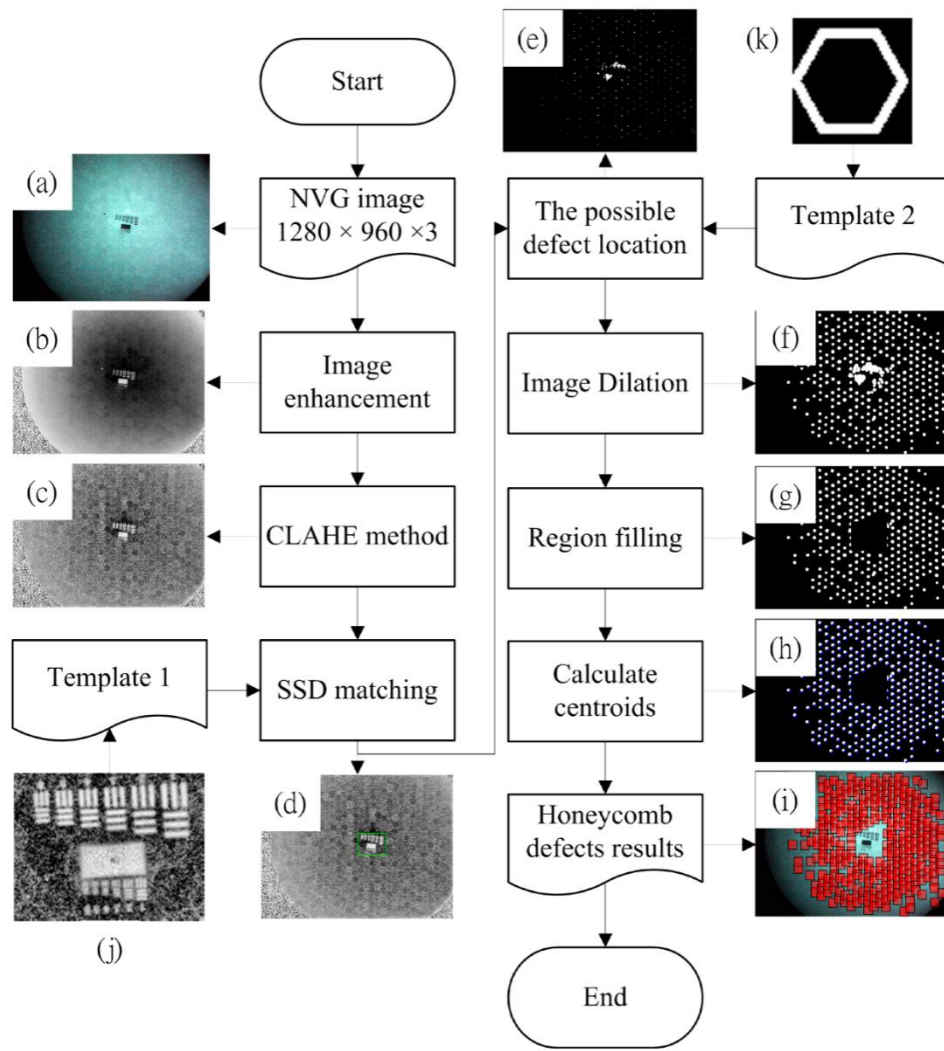 Start
(a)
NVG image
1280 × 960 ×3
(b)
Image
enhancement
(c)
CLAHE method
Template 1
SSD matching
(j)
(d)
(e)
(k)
The possible
defect location
Template 2
Image Dilation
(f)
Region filling
(g)
Calculate
centroids
(h)
Honeycomb
defects results
(i)
End